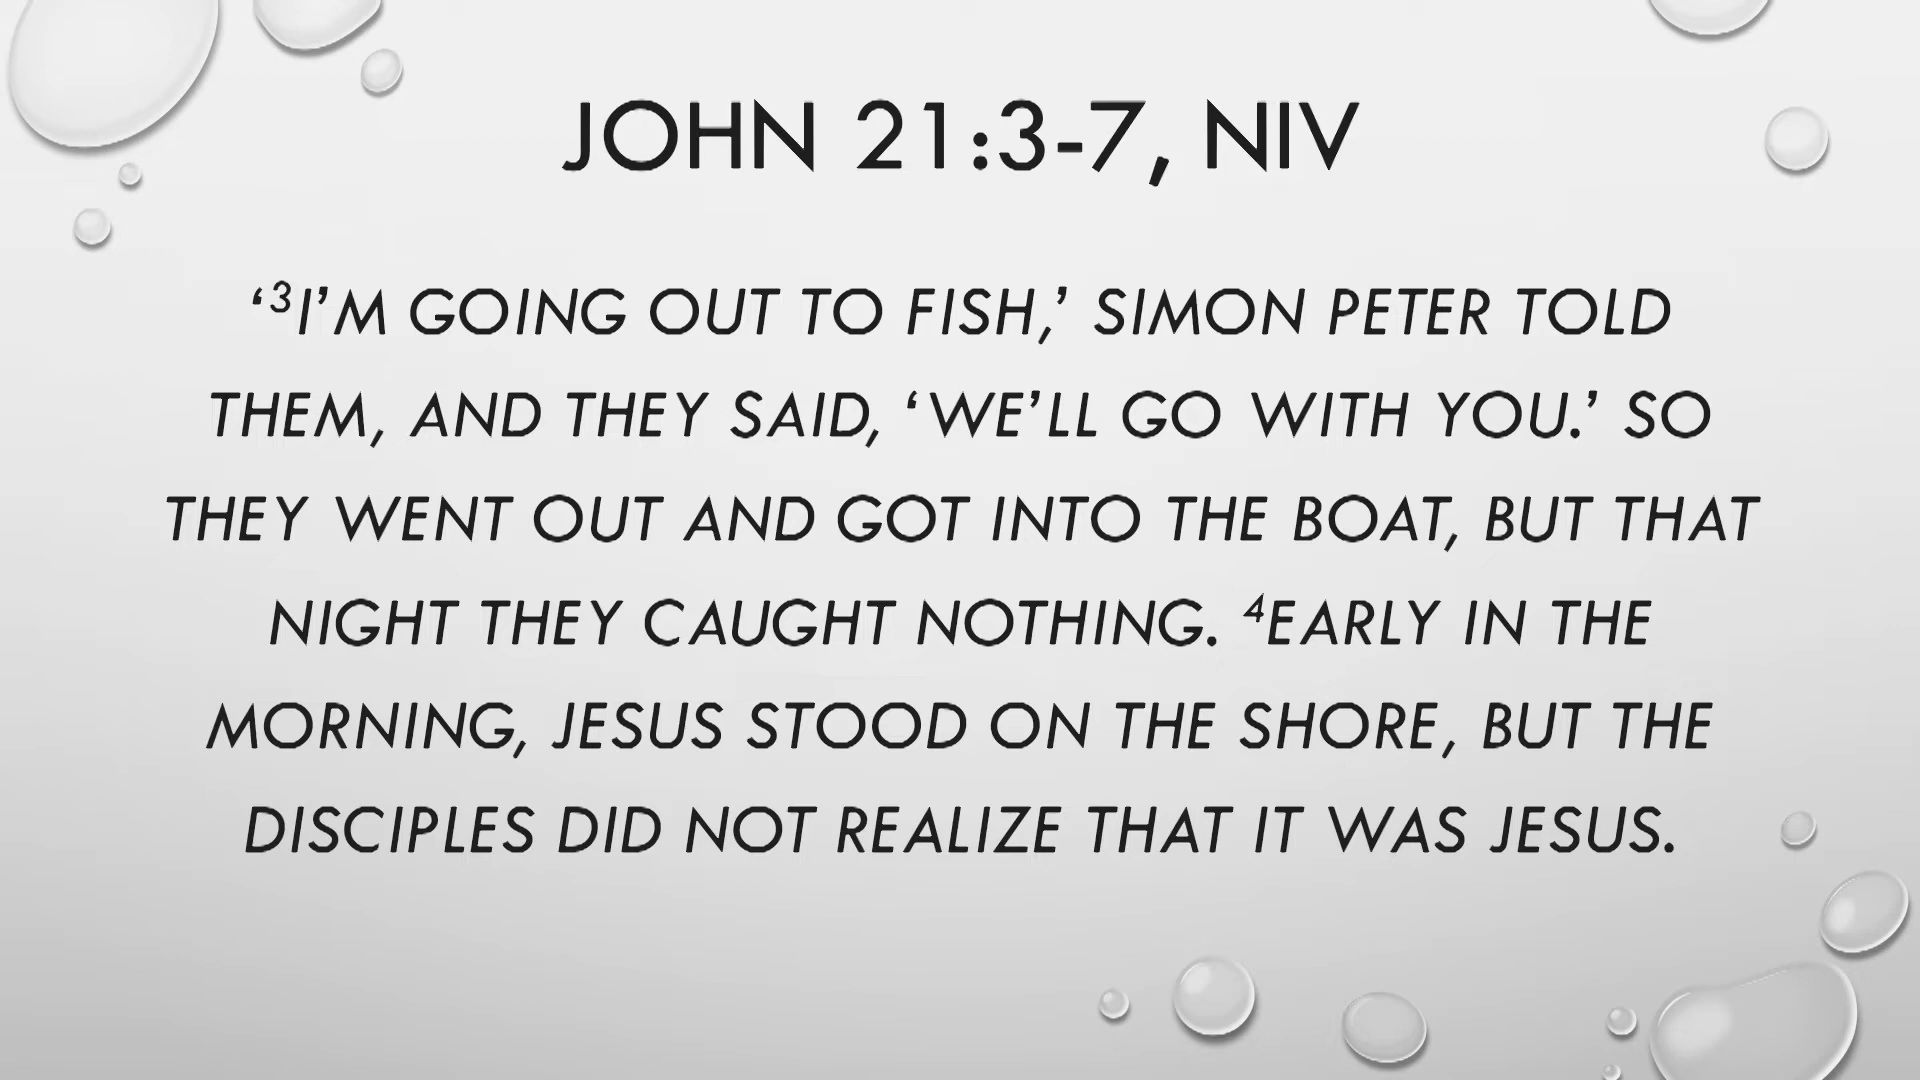 JOHN 21:3-7, NIV
‘³I’M GOING OUT TO FISH,’ SIMON PETER TOLD
THEM, AND THEY SAID, ‘WE’LL GO WITH YOU.’ SO
THEY WENT OUT AND GOT INTO THE BOAT, BUT THAT
NIGHT THEY CAUGHT NOTHING. ⁴EARLY IN THE
MORNING, JESUS STOOD ON THE SHORE, BUT THE
DISCIPLES DID NOT REALIZE THAT IT WAS JESUS.